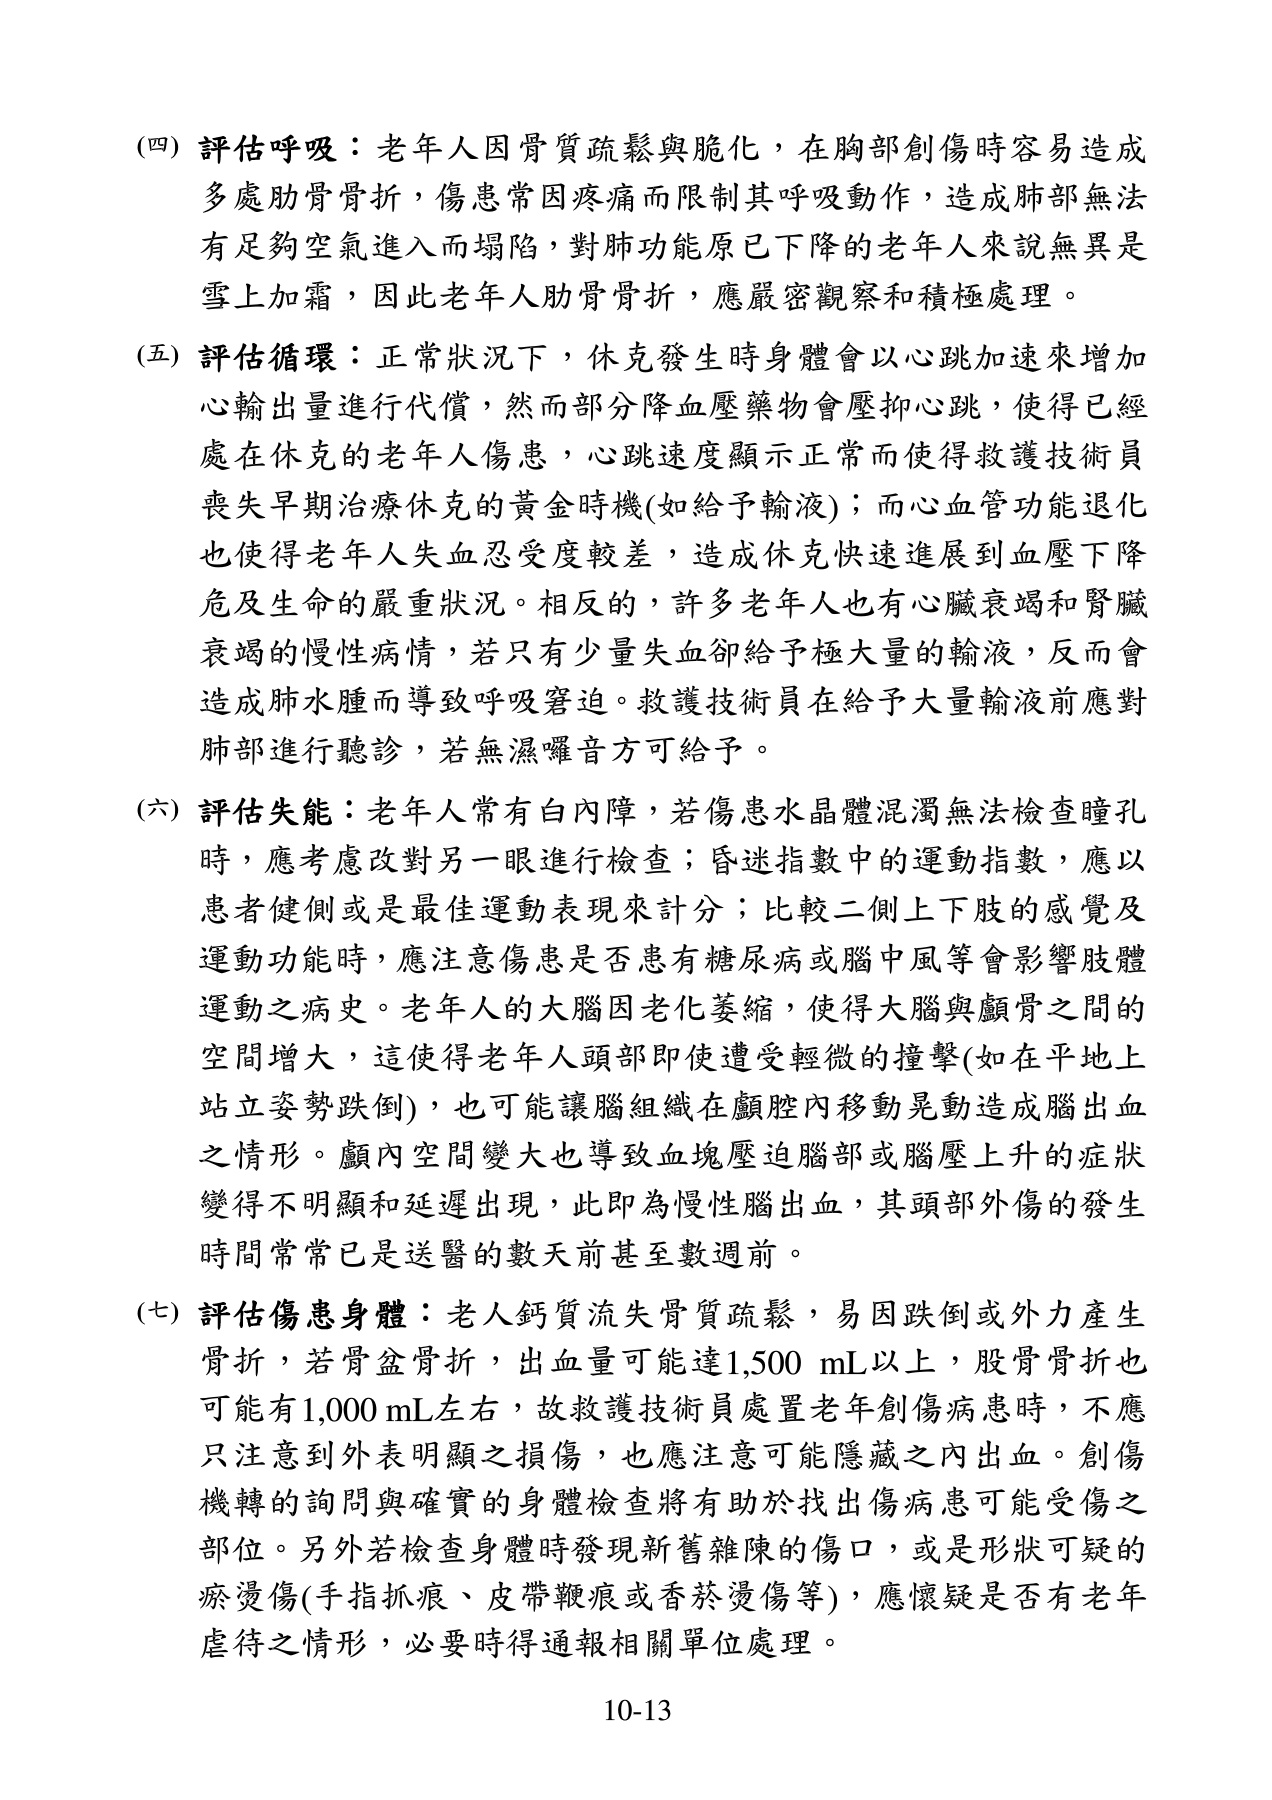 (四) 評估呼吸：老年人因骨質疏鬆與脆化，在胸部創傷時容易造成
多處肋骨骨折，傷患常因疼痛而限制其呼吸動作，造成肺部無法
有足夠空氣進入而塌陷，對肺功能原已下降的老年人來說無異是
雪上加霜，因此老年人肋骨骨折，應嚴密觀察和積極處理。
(五) 評估循環：正常狀況下，休克發生時身體會以心跳加速來增加
心輸出量進行代償，然而部分降血壓藥物會壓抑心跳，使得已經
處在休克的老年人傷患，心跳速度顯示正常而使得救護技術員
喪失早期治療休克的黃金時機(如給予輸液)；而心血管功能退化
也使得老年人失血忍受度較差，造成休克快速進展到血壓下降
危及生命的嚴重狀況。相反的，許多老年人也有心臟衰竭和腎臟
衰竭的慢性病情，若只有少量失血卻給予極大量的輸液，反而會
造成肺水腫而導致呼吸窘迫。救護技術員在給予大量輸液前應對
肺部進行聽診，若無濕囉音方可給予。
(六) 評估失能：老年人常有白內障，若傷患水晶體混濁無法檢查瞳孔
時，應考慮改對另一眼進行檢查；昏迷指數中的運動指數，應以
患者健側或是最佳運動表現來計分；比較二側上下肢的感覺及
運動功能時，應注意傷患是否患有糖尿病或腦中風等會影響肢體
運動之病史。老年人的大腦因老化萎縮，使得大腦與顱骨之間的
空間增大，這使得老年人頭部即使遭受輕微的撞擊(如在平地上
站立姿勢跌倒)，也可能讓腦組織在顱腔內移動晃動造成腦出血
之情形。顱內空間變大也導致血塊壓迫腦部或腦壓上升的症狀
變得不明顯和延遲出現，此即為慢性腦出血，其頭部外傷的發生
時間常常已是送醫的數天前甚至數週前。
(七) 評估傷患身體：老人鈣質流失骨質疏鬆，易因跌倒或外力產生
骨折，若骨盆骨折，出血量可能達1,500 mL以上，股骨骨折也
可能有1,000 mL左右，故救護技術員處置老年創傷病患時，不應
只注意到外表明顯之損傷，也應注意可能隱藏之內出血。創傷
機轉的詢問與確實的身體檢查將有助於找出傷病患可能受傷之
部位。另外若檢查身體時發現新舊雜陳的傷口，或是形狀可疑的
瘀燙傷(手指抓痕、皮帶鞭痕或香菸燙傷等)，應懷疑是否有老年
虐待之情形，必要時得通報相關單位處理。
10-13